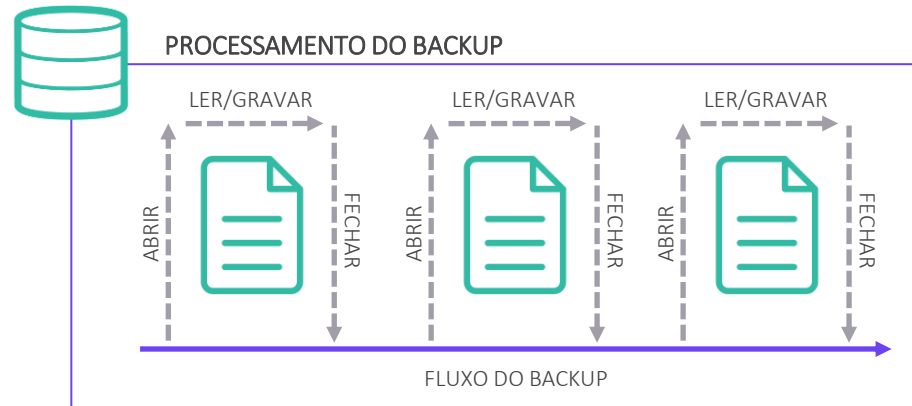 PROCESSAMENTO DO BACKUP
LER/GRAVAR
LER/GRAVAR
LER/GRAVAR
ABRIR
FECHAR
ABRIR
FECHAR
ABRIR
FECHAR
FLUXO DO BACKUP